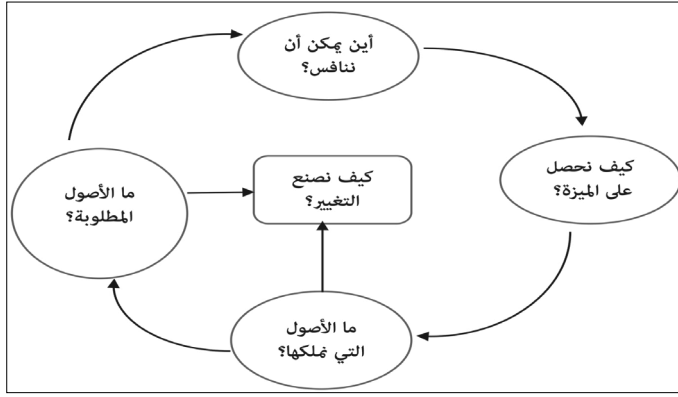 أين يمكن أن
ننافس؟
كيف نحصل
على الميزة؟
كيف نصنع
التغيير؟
ما الأصول
المطلوبة؟
ما الأصول
التي نملكها؟